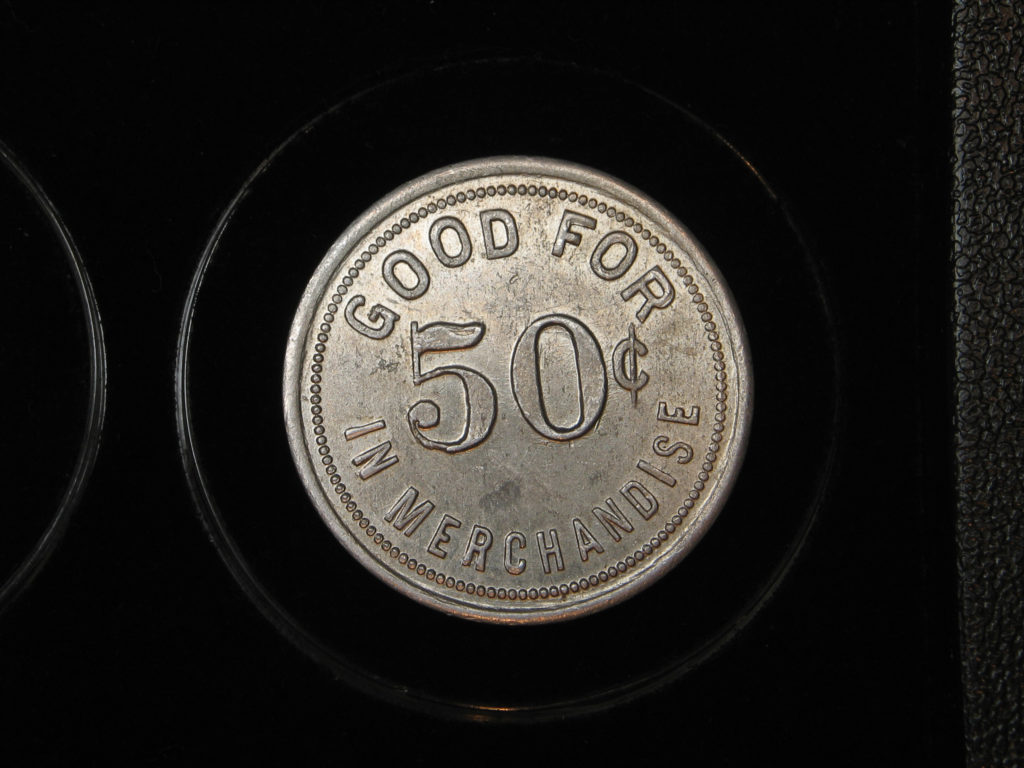 GOOD FOR
50¢
IN MERCHANDISE